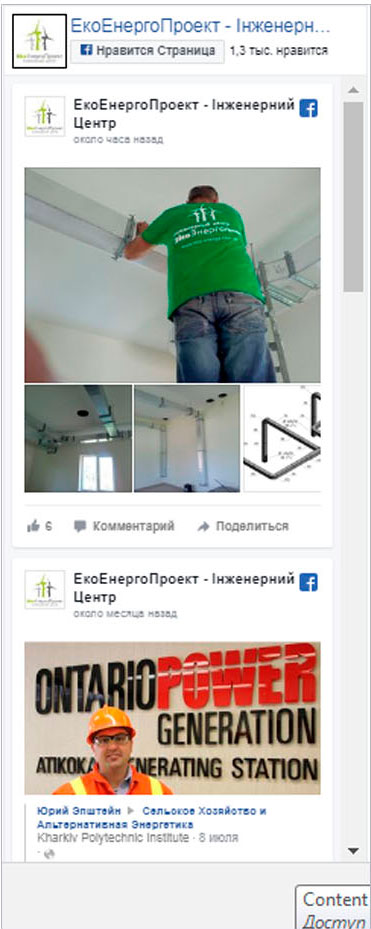 ЕкоЕнергоПроект - Інженерн...
Нравится Страница
1,3 тыс. нравится
ЕкоЕнергоПроект - Інженерний
Центр
около часа назад
6
Комментарий
Поделиться
ЕкоЕнергоПроект - Інженерний
Центр
около месяца назад
ONTARIO POWER
GENERATION
GENERATING STATION
Юрий Эпштейн ▶ Сельское Хозяйство и
Альтернативная Энергетика
Kharkiv Polytechnic Institute · 8 июля
Content
Доступ